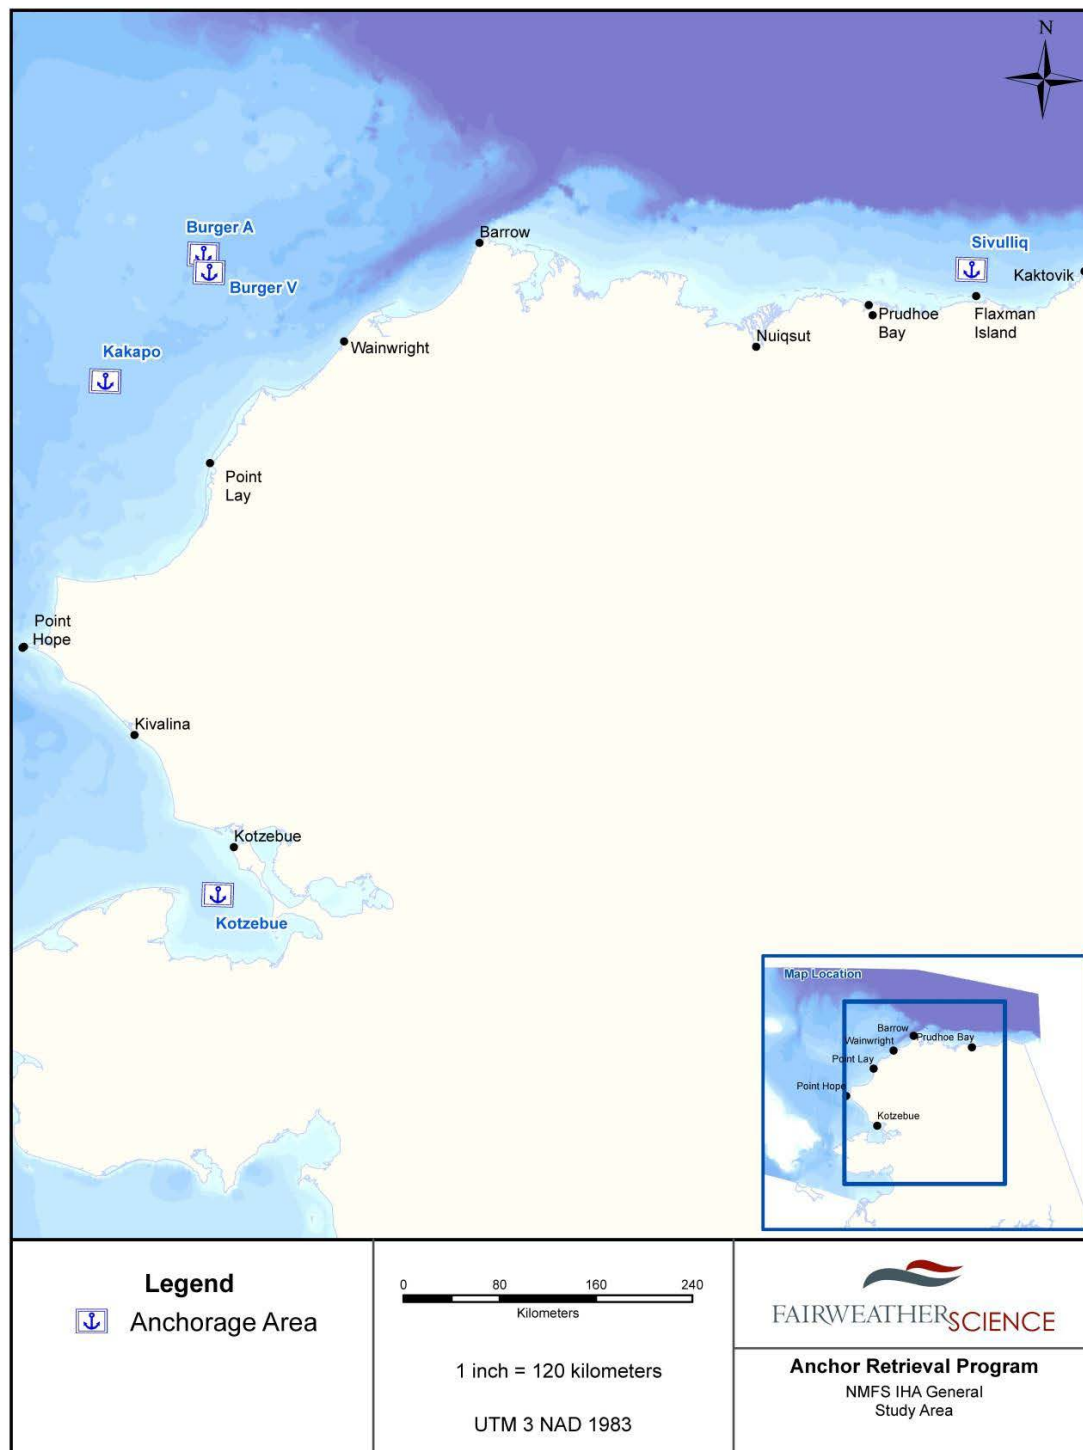 N
Burger A
Burger V
Barrow
Sivulliq
Kaktovik
Prudhoe
Bay
Flaxman
Island
Nuiqsut
Wainwright
Kakapo
Point
Lay
Point
Hope
Kivalina
Kotzebue
Kotzebue
Map Location
Barrow
Wainwright
Prudhoe Bay
Point Lay
Point Hope
Kotzebue
Legend
Anchorage Area
0 80 160 240
Kilometers
1 inch = 120 kilometers
UTM 3 NAD 1983
FAIRWEATHERSCIENCE
Anchor Retrieval Program
NMFS IHA General
Study Area